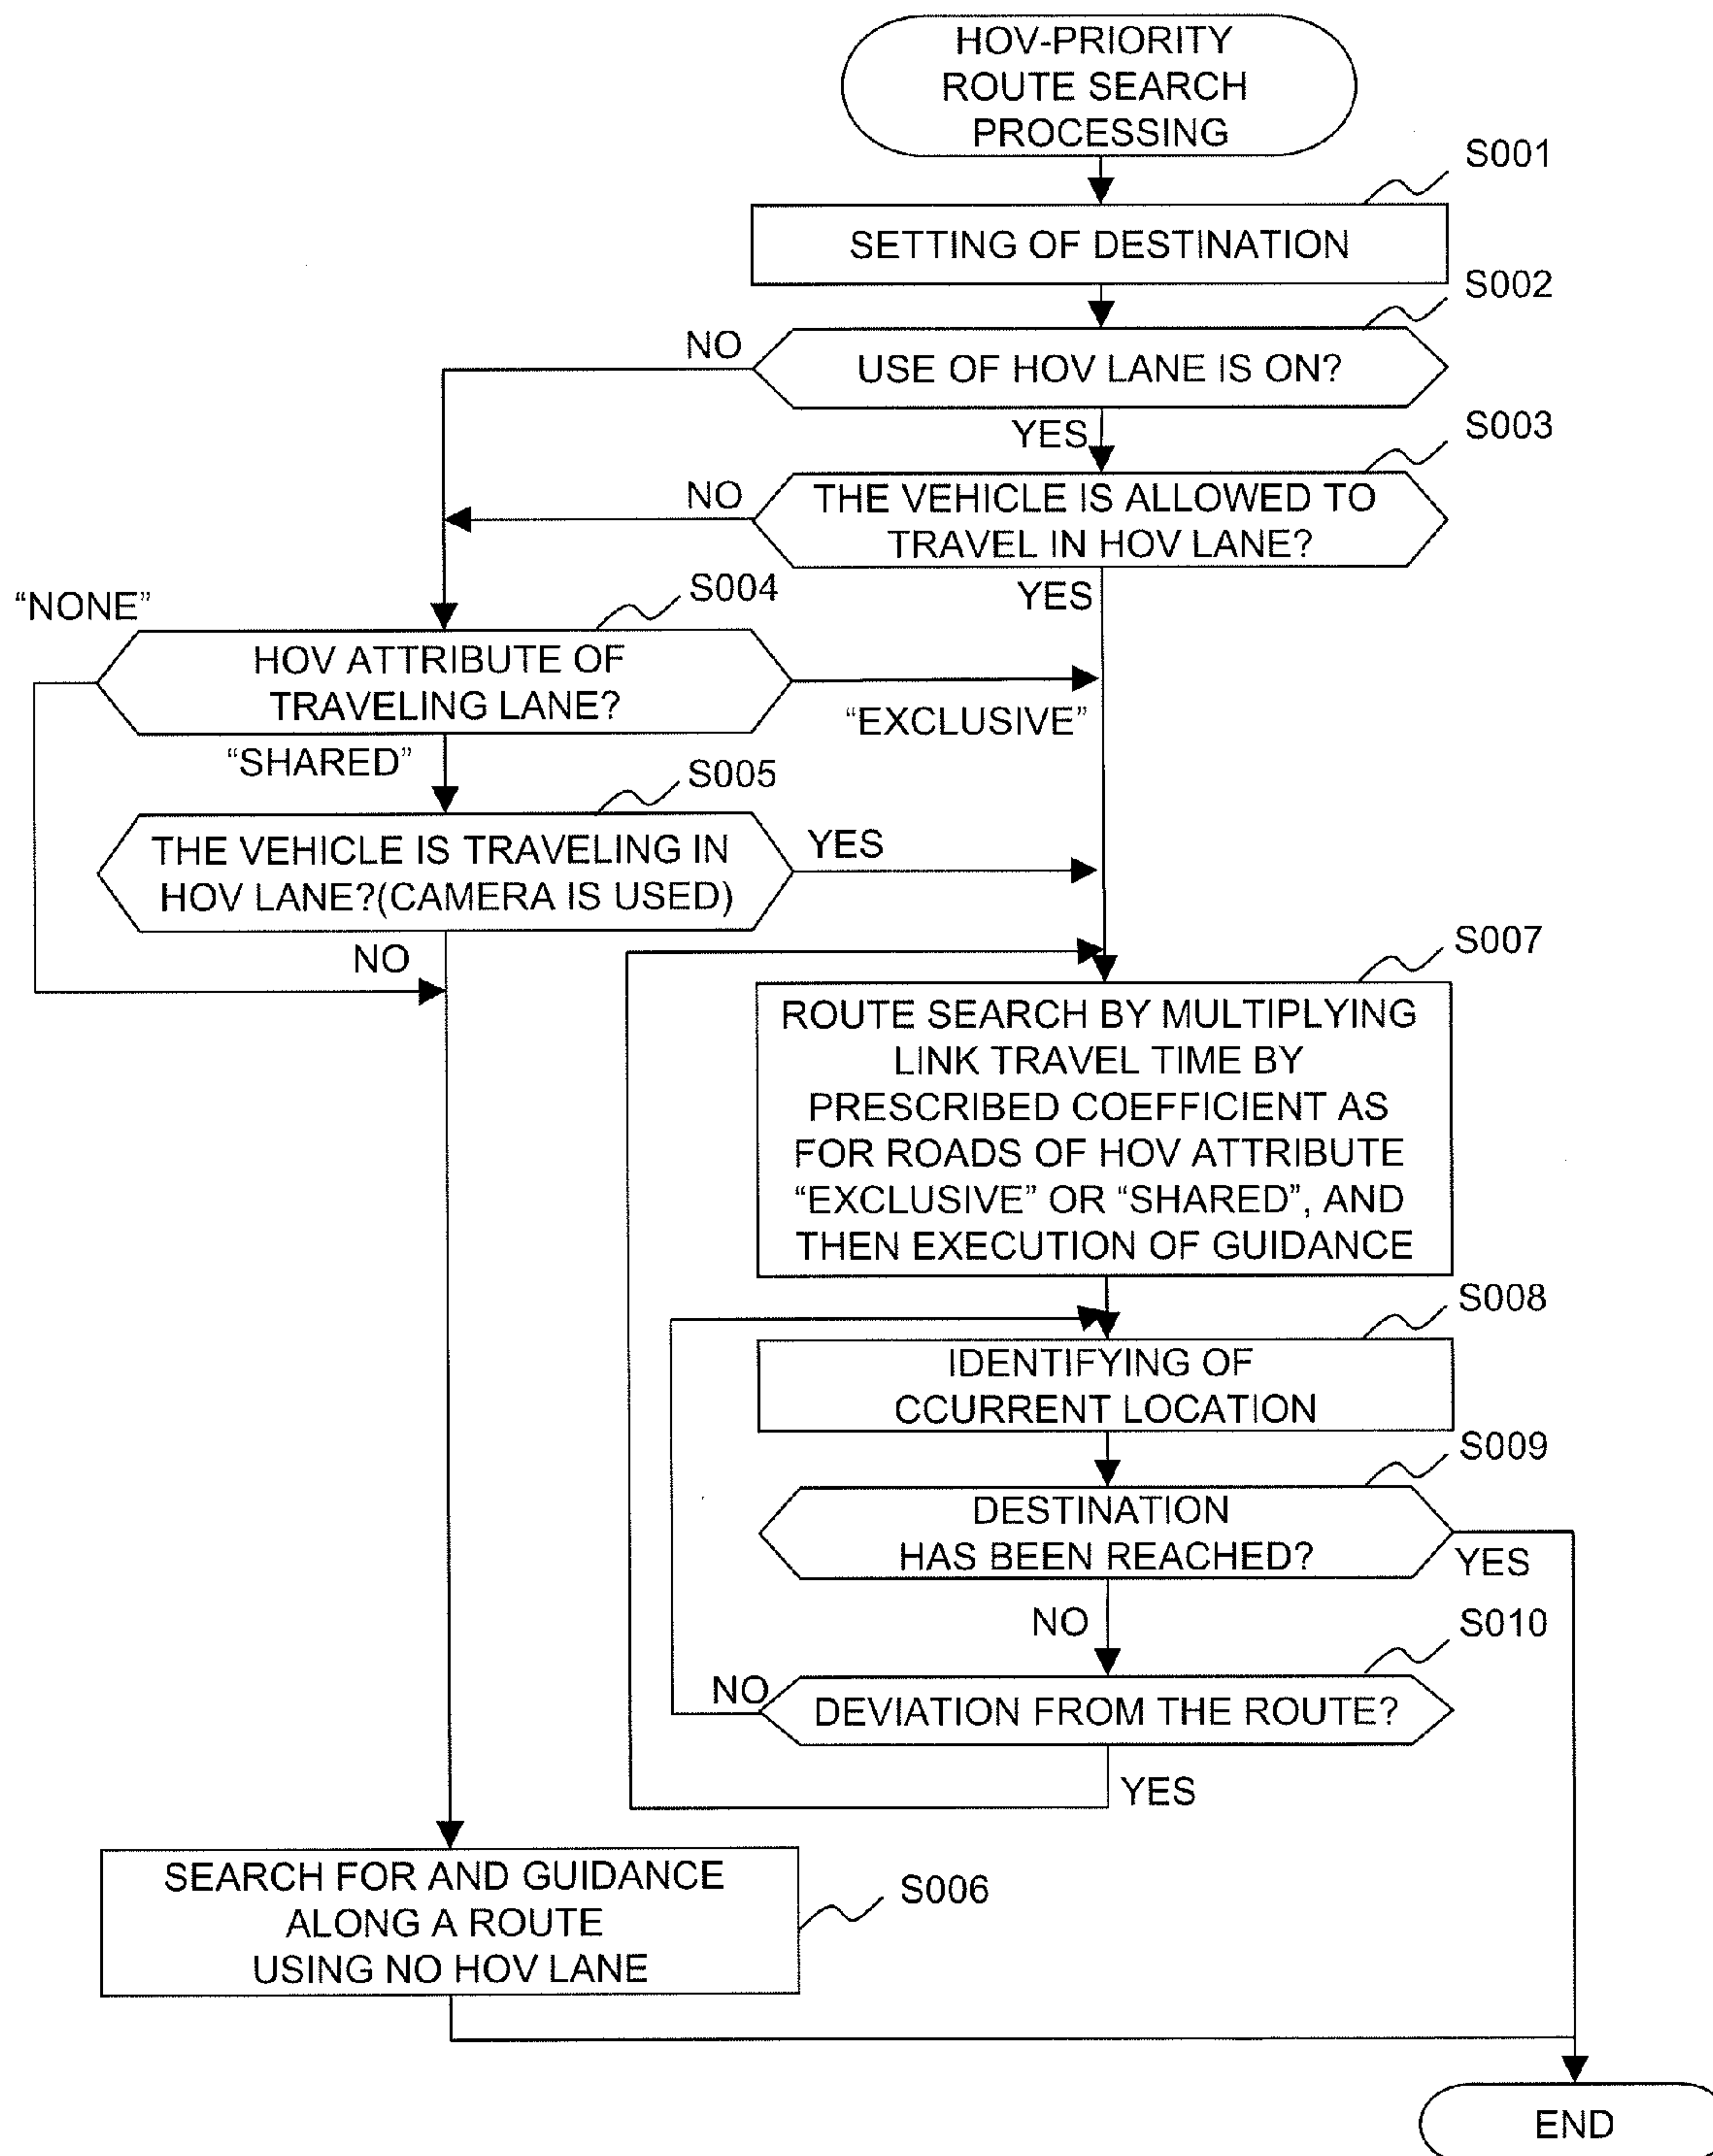 HOV-PRIORITY
ROUTE SEARCH
PROCESSING
S001
SETTING OF DESTINATION
S002
NO
USE OF HOV LANE IS ON?
YES
S003
NO
THE VEHICLE IS ALLOWED TO
TRAVEL IN HOV LANE?
YES
“NONE”
S004
HOV ATTRIBUTE OF
TRAVELING LANE?
“EXCLUSIVE”
“SHARED”
S005
THE VEHICLE IS TRAVELING IN
HOV LANE?(CAMERA IS USED)
YES
NO
S007
ROUTE SEARCH BY MULTIPLYING
LINK TRAVEL TIME BY
PRESCRIBED COEFFICIENT AS
FOR ROADS OF HOV ATTRIBUTE
“EXCLUSIVE” OR “SHARED”, AND
THEN EXECUTION OF GUIDANCE
S008
IDENTIFYING OF
CCURRENT LOCATION
S009
DESTINATION
HAS BEEN REACHED?
YES
NO
S010
NO
DEVIATION FROM THE ROUTE?
YES
SEARCH FOR AND GUIDANCE
ALONG A ROUTE
USING NO HOV LANE
S006
END